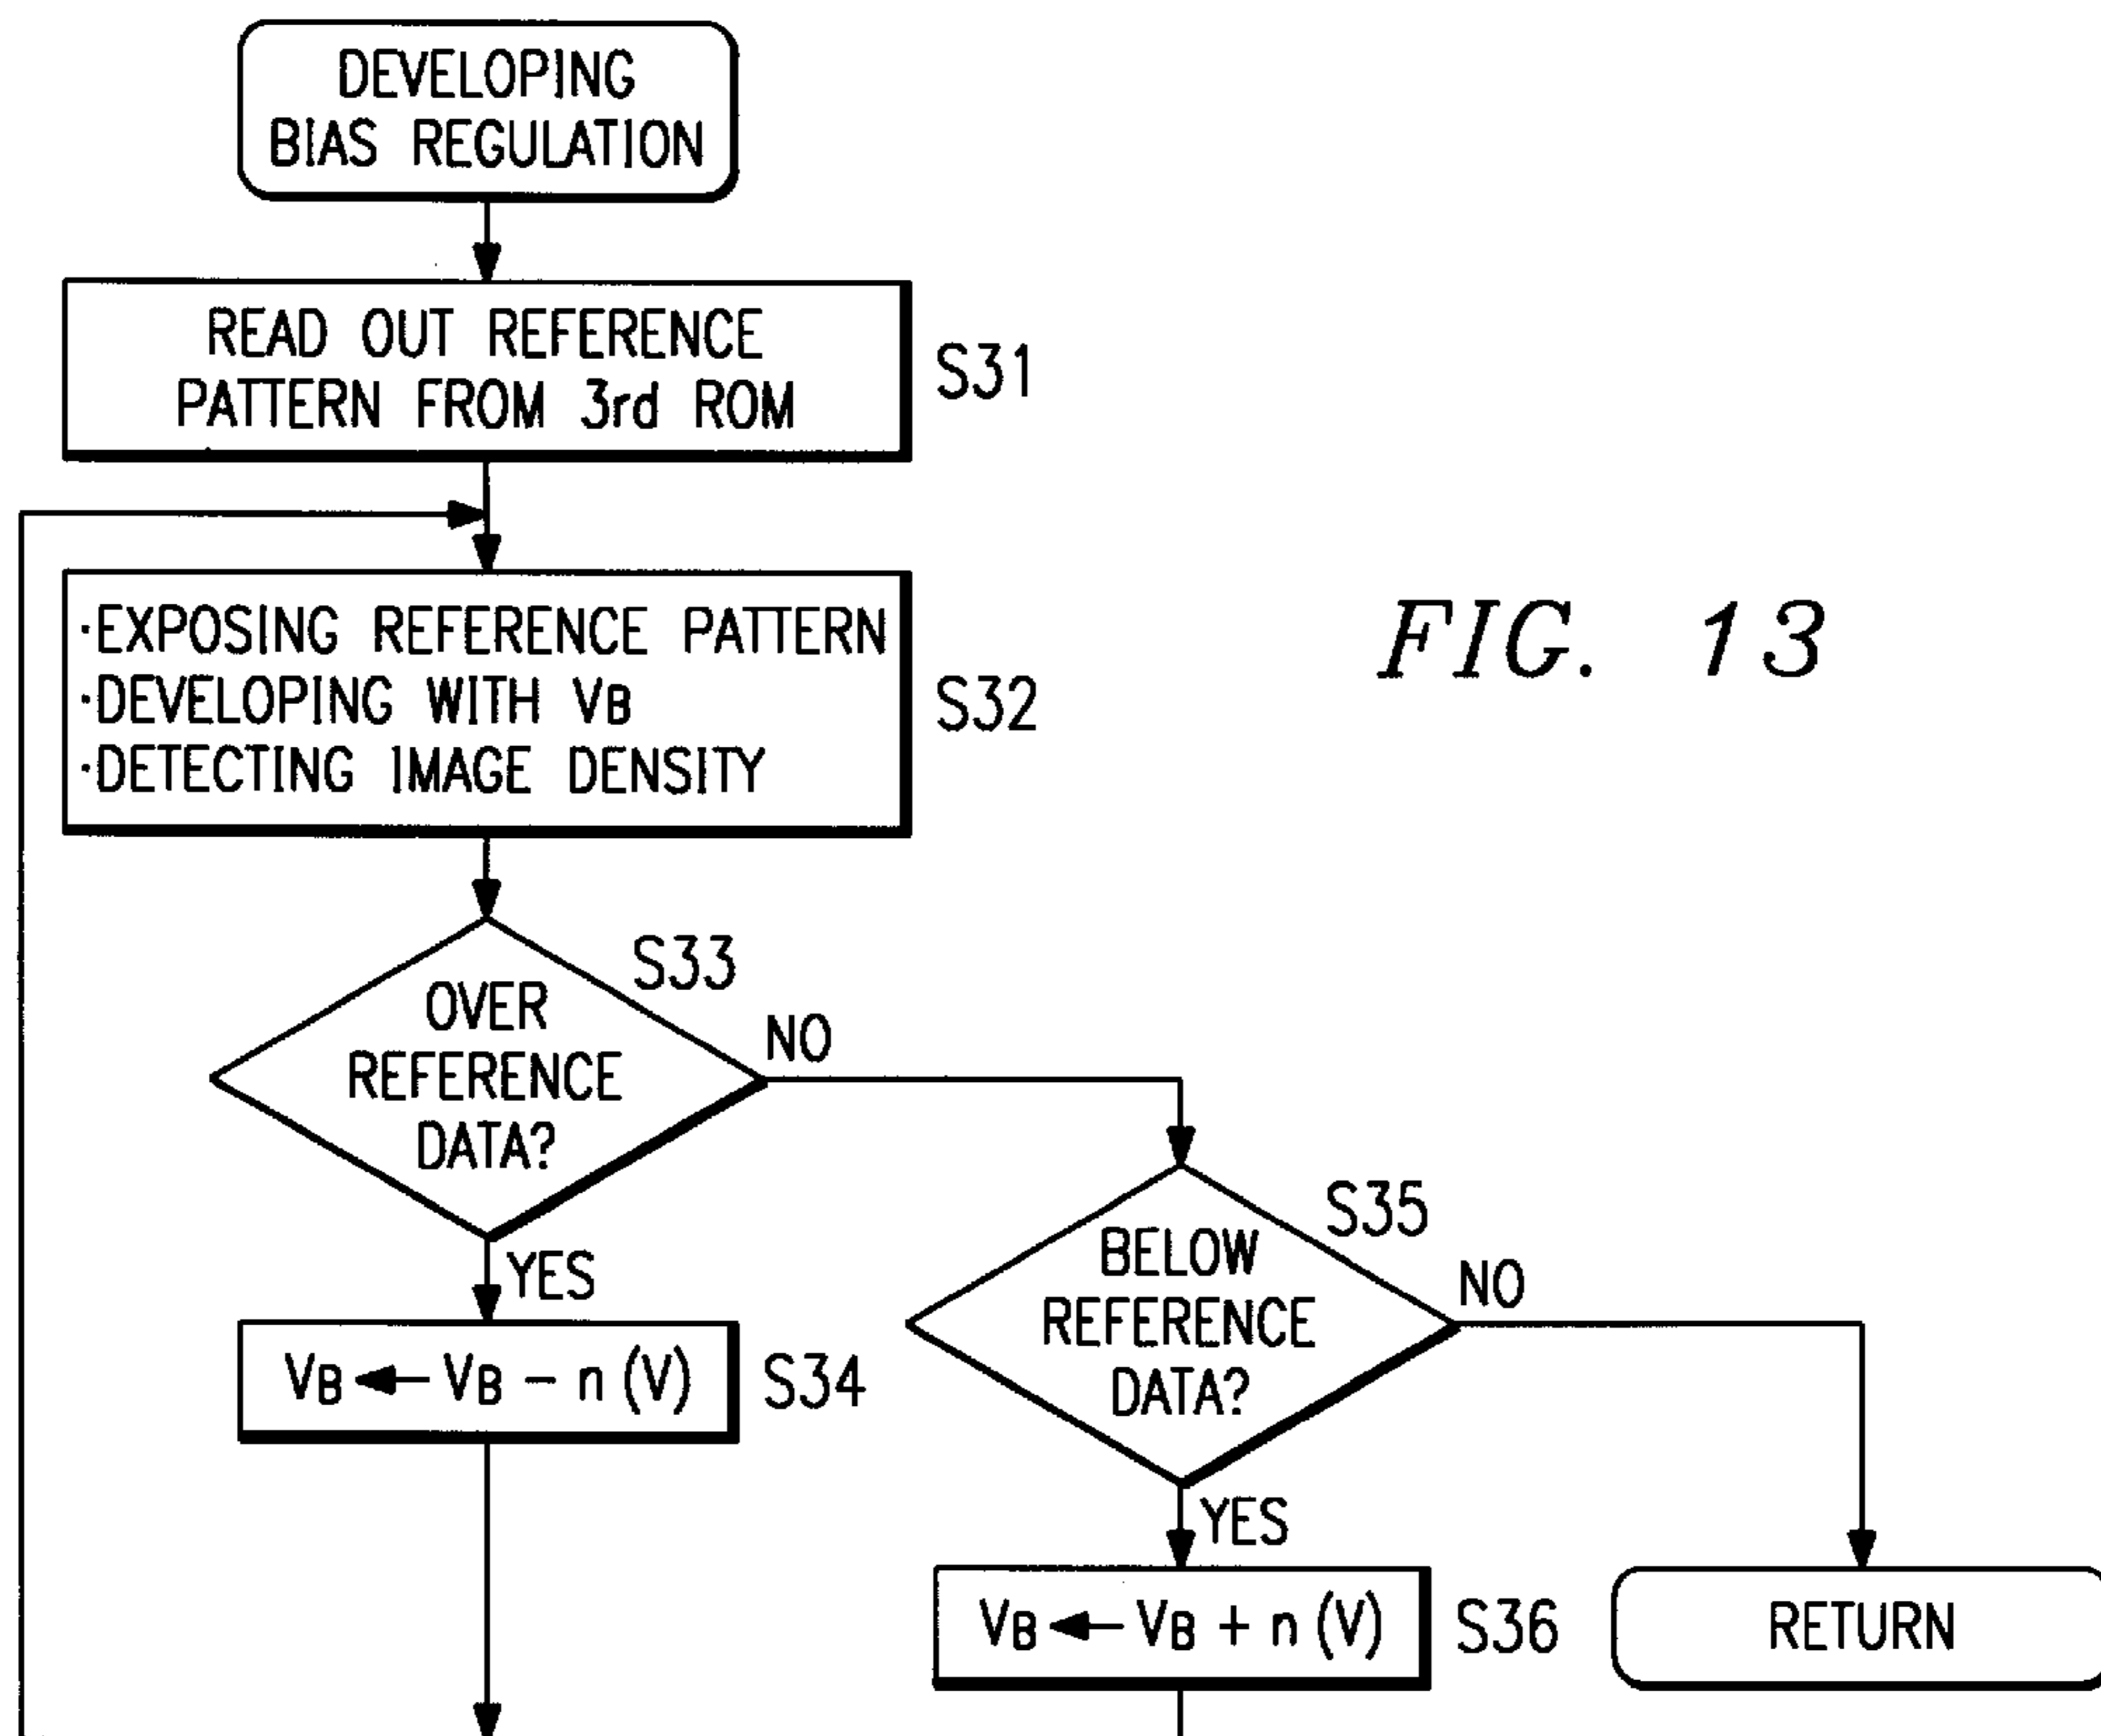 DEVELOPING
BIAS REGULATION
READ OUT REFERENCE
PATTERN FROM 3rd ROM
S31
·EXPOSING REFERENCE PATTERN
·DEVELOPING WITH VB
·DETECTING IMAGE DENSITY
S32
FIG. 13
S33
OVER
REFERENCE
DATA?
NO
YES
VB ← VB − n (V)
S34
S35
BELOW
REFERENCE
DATA?
NO
YES
VB ← VB + n (V)
S36
RETURN